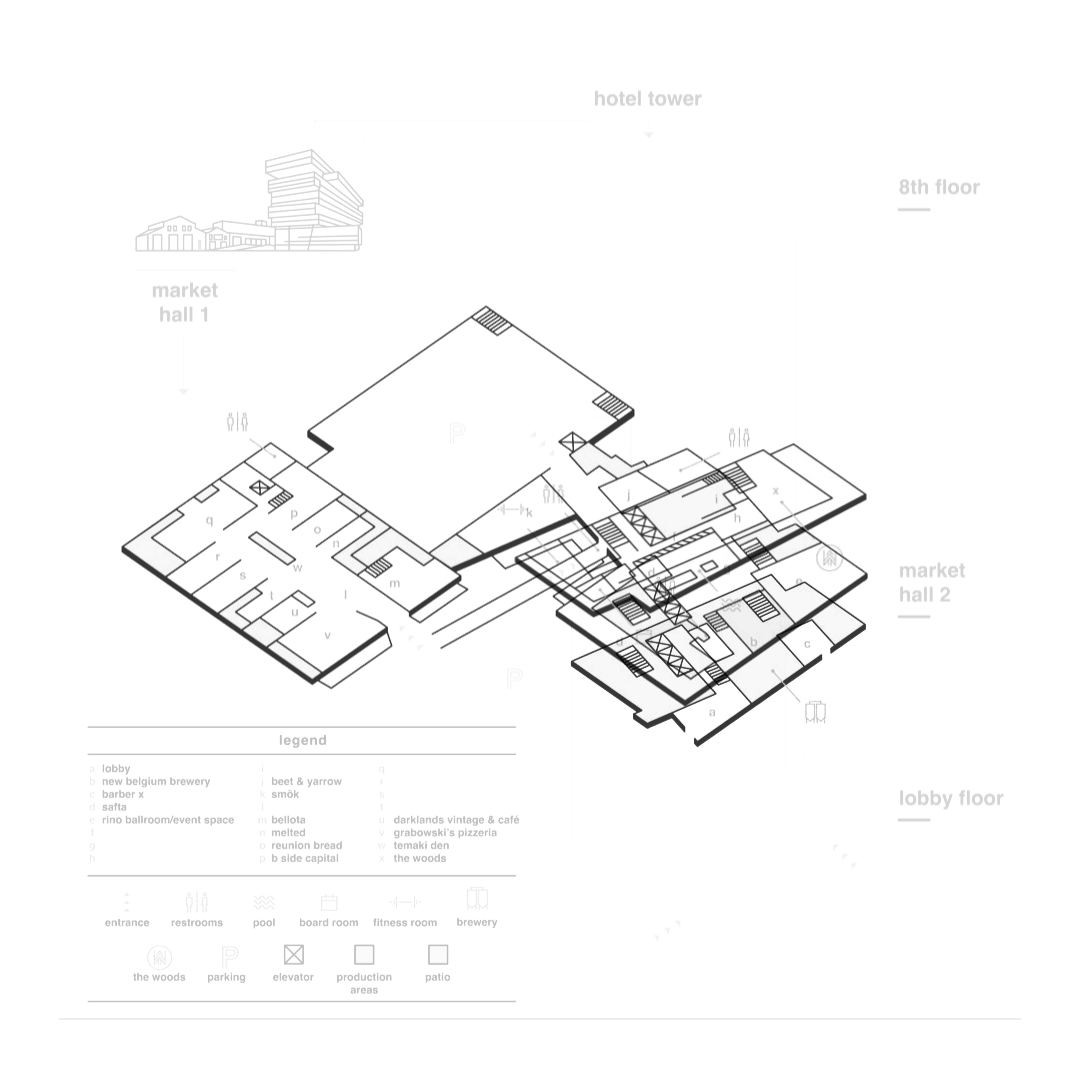 hotel tower
8th floor
market
hall 1
P
q
p
o
n
r
s
w
t
u
l
m
v
k
j
i
h
x
d
e
b
c
a
P
market
hall 2
lobby floor
legend
a lobby
b new belgium brewery
c barber x
d safta
e rino ballroom/event space
f
g
h
i
j beet & yarrow
k smök
l
m bellota
n melted
o reunion bread
p b side capital
q
r
s
t
u darklands vintage & café
v grabowski's pizzeria
w temaki den
x the woods
entrance
restrooms
pool
board room
fitness room
brewery
P
the woods
parking
elevator
production
areas
patio